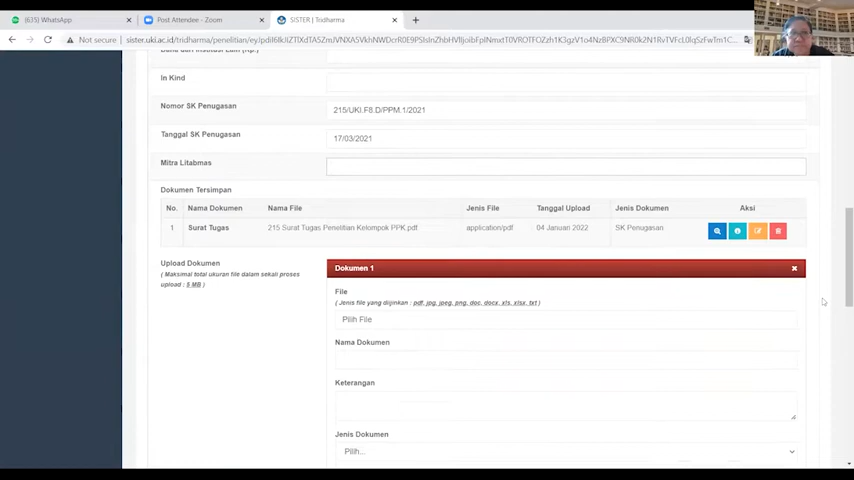 (635) WhatsApp
Post Attendee - Zoom
SISTER | Tridharma
Not secure
In Kind
Nomor SK Penugasan
215/UKI.F8.D/PPM.1/2021
Tanggal SK Penugasan
17/03/2021
Mitra Litabmas
Dokumen Tersimpan
No. Nama Dokumen Nama File Jenis File Tanggal Upload Jenis Dokumen Aksi
1 Surat Tugas 215 Surat Tugas Penelitian Kelompok PPK.pdf application/pdf 04 Januari 2022 SK Penugasan
Upload Dokumen
( Maksimal total ukuran file dalam sekali proses
upload : 5 MB )
Dokumen 1
File
( Jenis file yang diijinkan : pdf, jpg, jpeg, png, doc, docx, xls, xlsx, txt )
Pilih File
Nama Dokumen
Keterangan
Jenis Dokumen
Pilih...